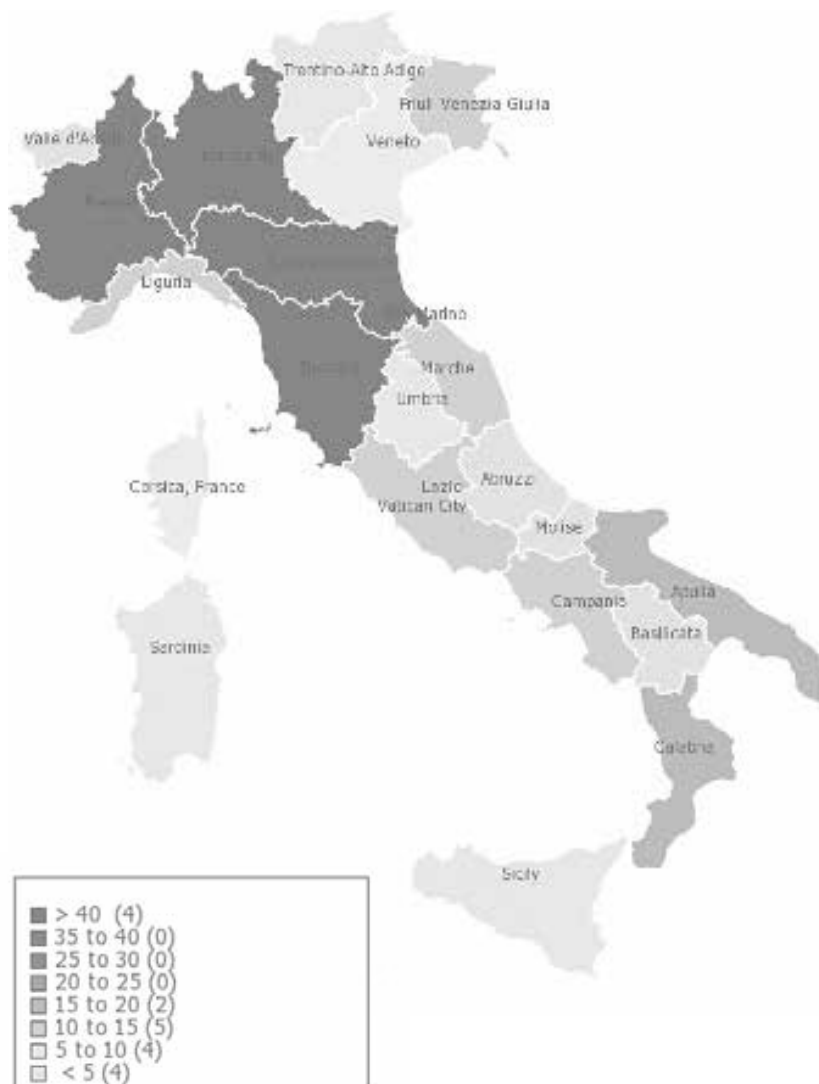 Trentino-Alto Adige
Friuli Venezia Giulia
Veneto
Liguria
Marino
Marche
Umbria
Corsica, France
Lazio
Vatican City
Abruzzi
Molise
Apulia
Campania
Basilicata
Sardinia
Calabria
Sicily
> 40 (4)
35 to 40 (0)
25 to 30 (0)
20 to 25 (0)
15 to 20 (2)
10 to 15 (5)
5 to 10 (4)
< 5 (4)